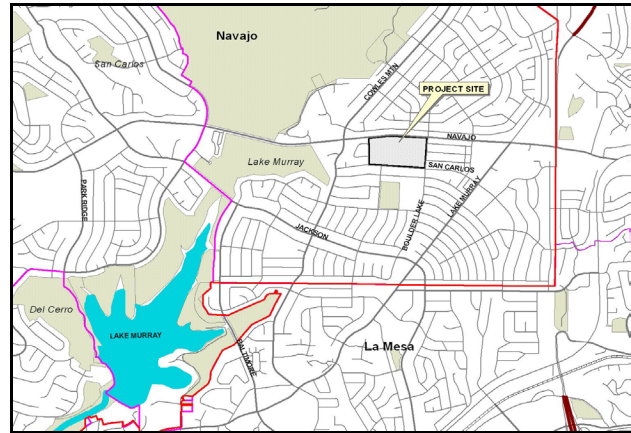 Navajo
San Carlos
COWLES MTN
PROJECT SITE
NAVAJO
Lake Murray
SAN CARLOS
PARK RIDGE
LAKE MURRAY
BOULDER LAKE
JACKSON
Del Cerro
LAKE MURRAY
BALTIMORE
La Mesa